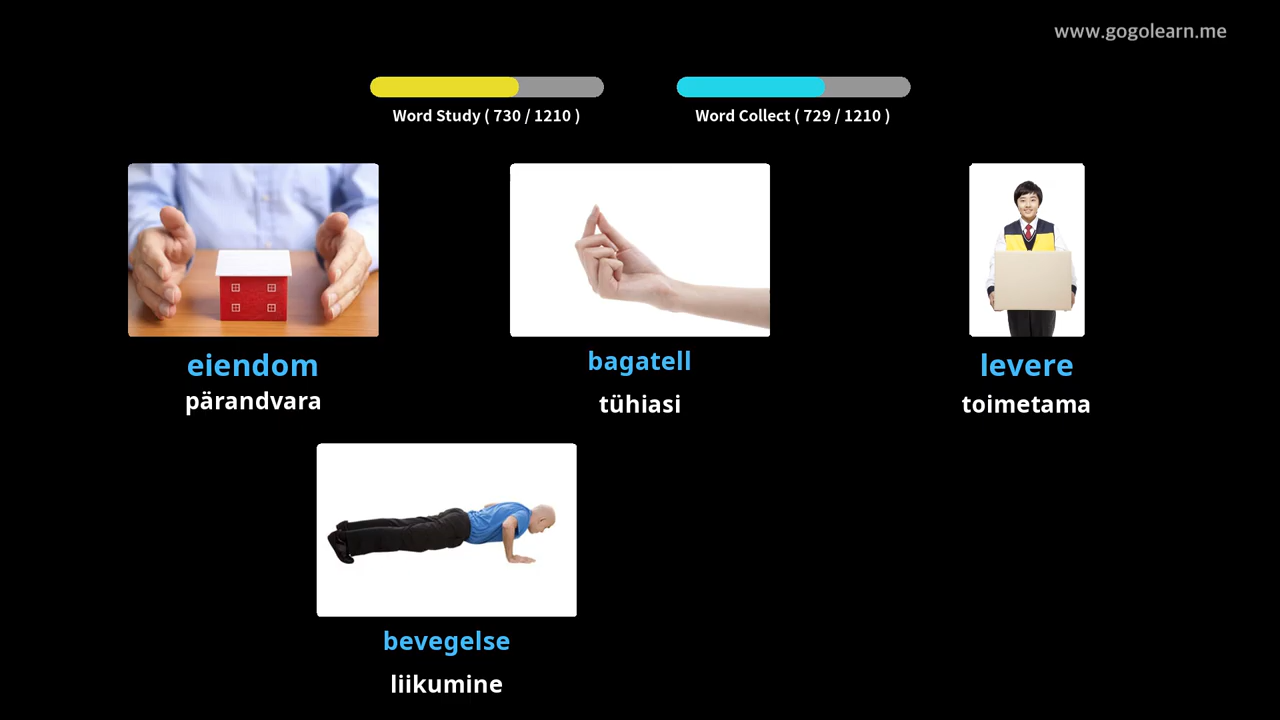 www.gogolearn.me
Word Study ( 730 / 1210 )
Word Collect ( 729 / 1210 )
eiendom
pärandvara
bagatell
tühiasi
levere
toimetama
bevegelse
liikumine